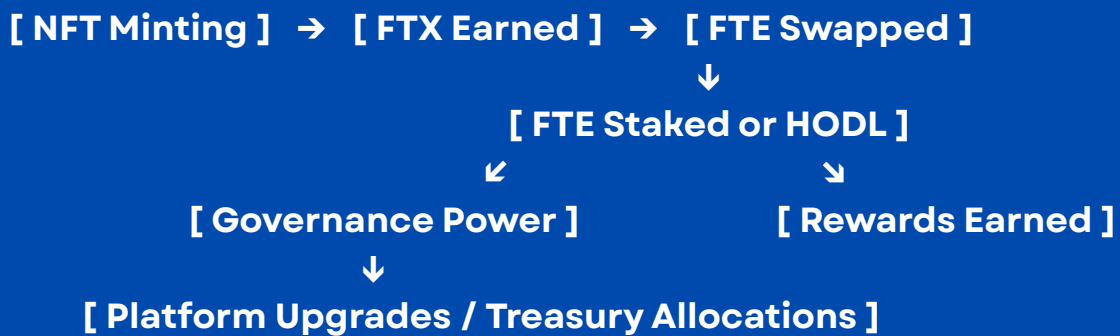 [ NFT Minting ] → [ FTX Earned ] → [ FTE Swapped ]
↓
[ FTE Staked or HODL ]
↙ ↘
[ Governance Power ] [ Rewards Earned ]
↓
[ Platform Upgrades / Treasury Allocations ]